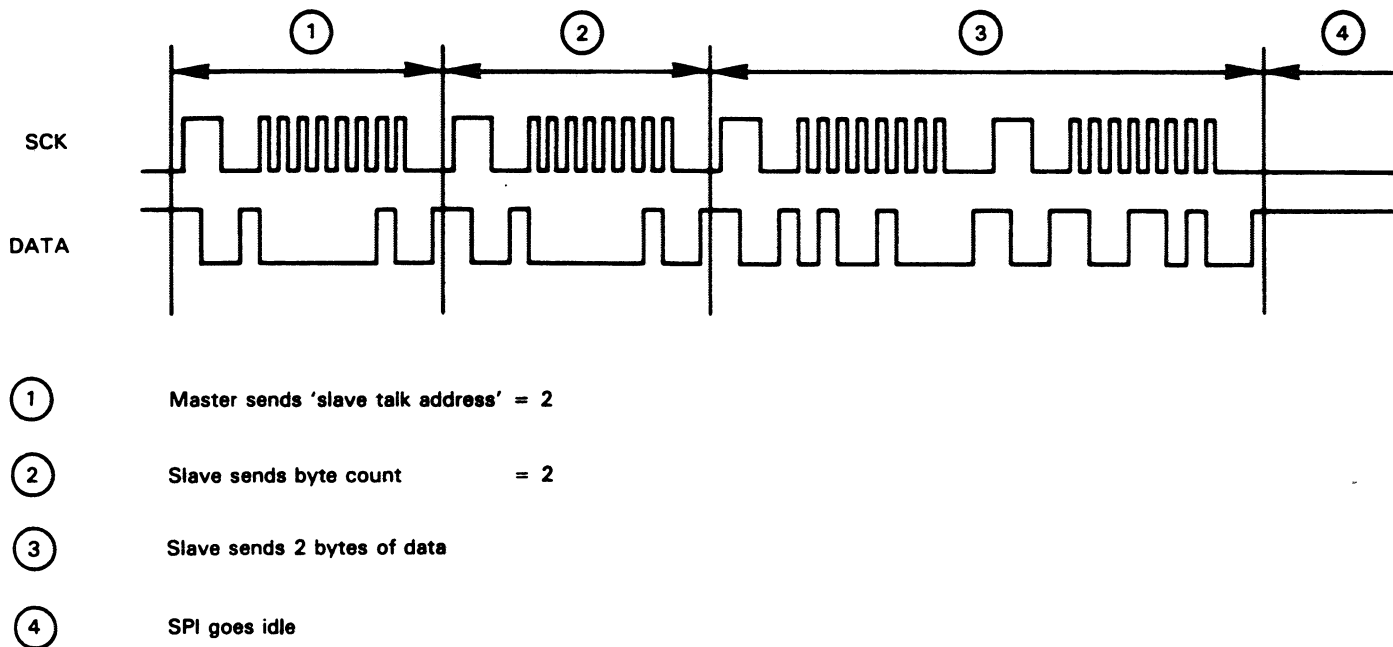 1 2 3 4
SCK
DATA
1 Master sends 'slave talk address' = 2
2 Slave sends byte count = 2
3 Slave sends 2 bytes of data
4 SPI goes idle